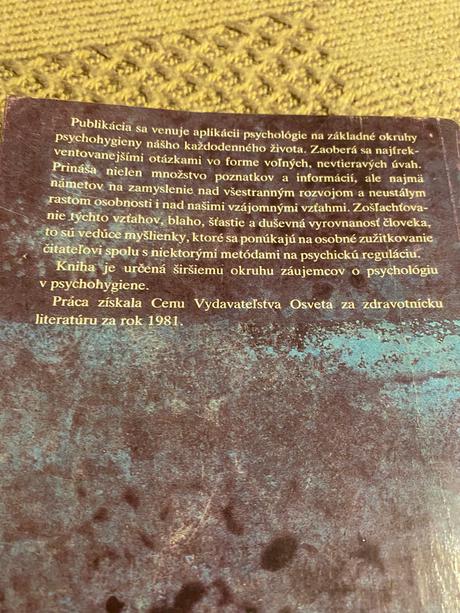 Publikácia sa venuje aplikácii psychológie na základné okruhy
psychohygieny nášho každodenného života. Zaoberá sa najfrek-
ventovanejšími otázkami vo forme voľných, nevtieravých úvah.
Prináša nielen množstvo poznatkov a informácií, ale najmä
námetov na zamyslenie nad všestranným rozvojom a neustálym
rastom osobnosti i nad našimi vzájomnými vzťahmi. Zošľachťova-
nie týchto vzťahov, blaho, šťastie a duševná vyrovnanosť človeka,
to sú vedúce myšlienky, ktoré sa ponúkajú na osobné zužitkovanie
čitateľovi spolu s niektorými metódami na psychickú reguláciu.
Kniha je určená širšiemu okruhu záujemcov o psychológiu
v psychohygiene.
Práca získala Cenu Vydavateľstva Osveta za zdravotnícku
literatúru za rok 1981.